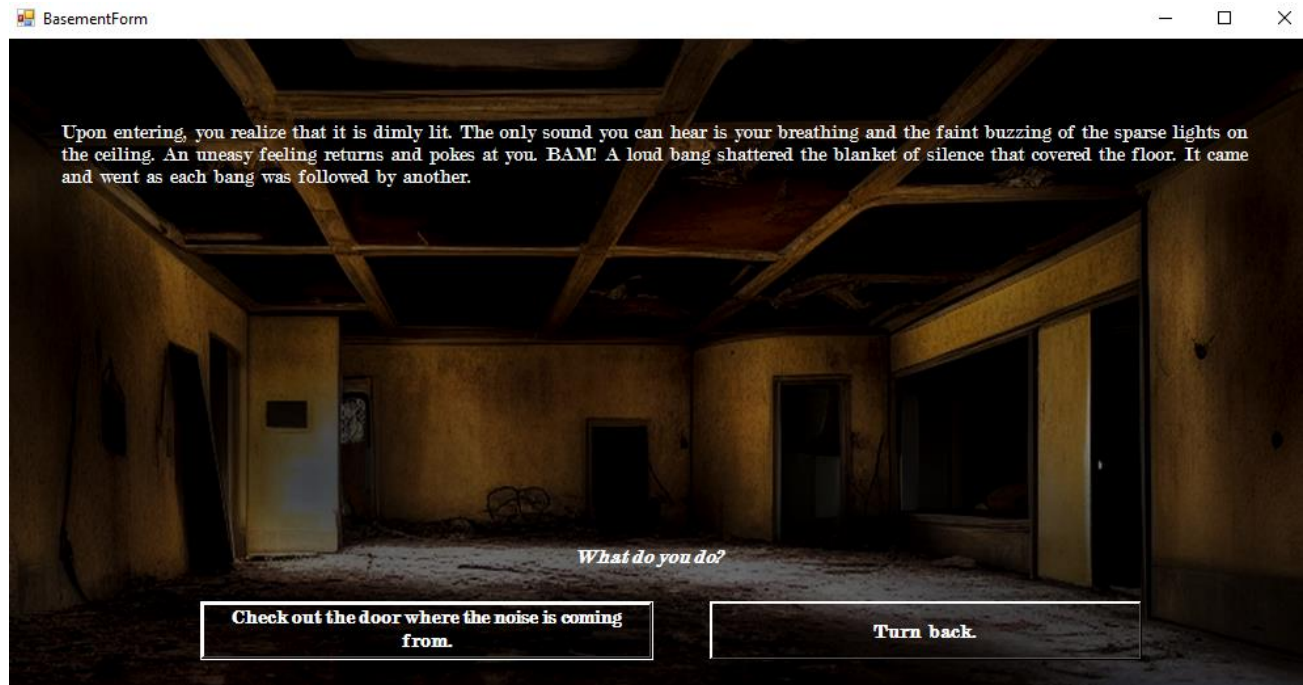 BasementForm
Upon entering, you realize that it is dimly lit. The only sound you can hear is your breathing and the faint buzzing of the sparse lights on
the ceiling. An uneasy feeling returns and pokes at you. BAM! A loud bang shattered the blanket of silence that covered the floor. It came
and went as each bang was followed by another.
What do you do?
Check out the door where the noise is coming
from.
Turn back.